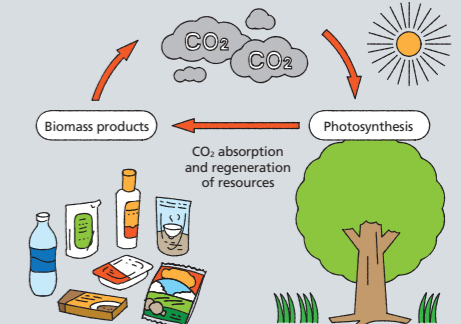 CO₂
CO₂
Biomass products
Photosynthesis
CO₂ absorption
and regeneration
of resources